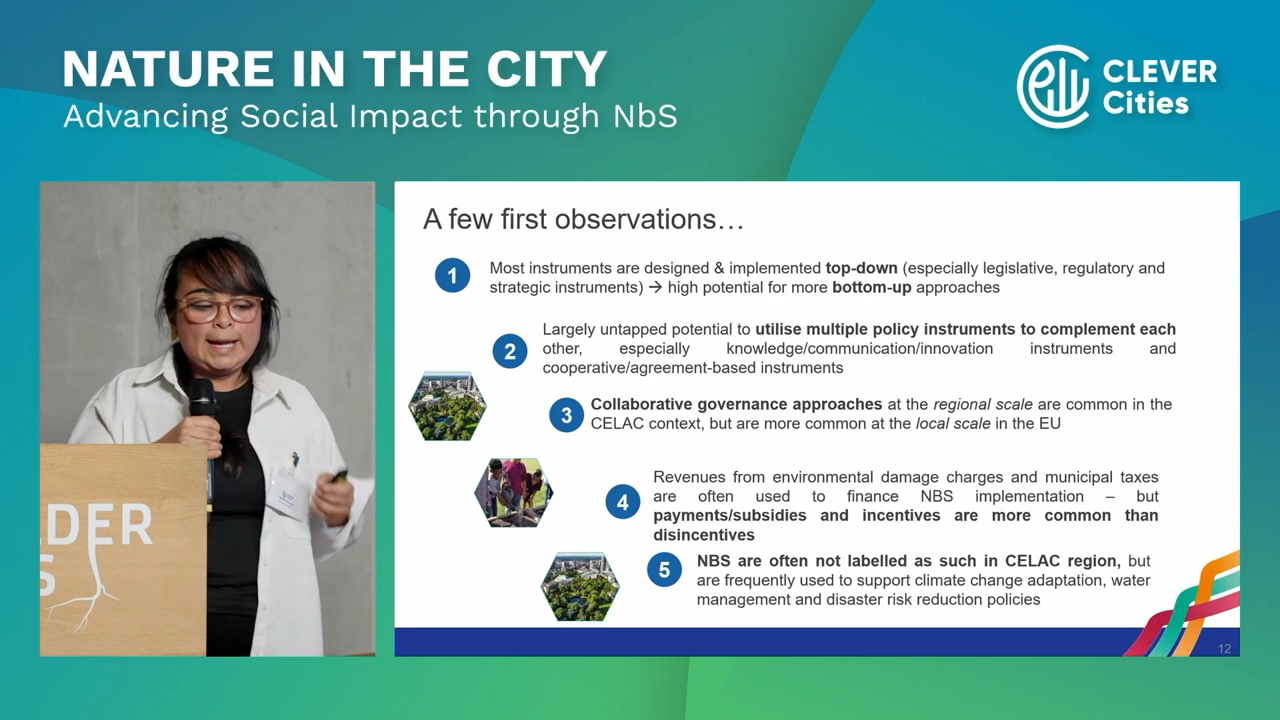 NATURE IN THE CITY
Advancing Social Impact through NbS
CLEVER
Cities
DER
S
A few first observations…
1
Most instruments are designed & implemented top-down (especially legislative, regulatory and
strategic instruments) → high potential for more bottom-up approaches
2
Largely untapped potential to utilise multiple policy instruments to complement each
other, especially knowledge/communication/innovation instruments and
cooperative/agreement-based instruments
3
Collaborative governance approaches at the regional scale are common in the
CELAC context, but are more common at the local scale in the EU
4
Revenues from environmental damage charges and municipal taxes
are often used to finance NBS implementation – but
payments/subsidies and incentives are more common than
disincentives
5
NBS are often not labelled as such in CELAC region, but
are frequently used to support climate change adaptation, water
management and disaster risk reduction policies
12